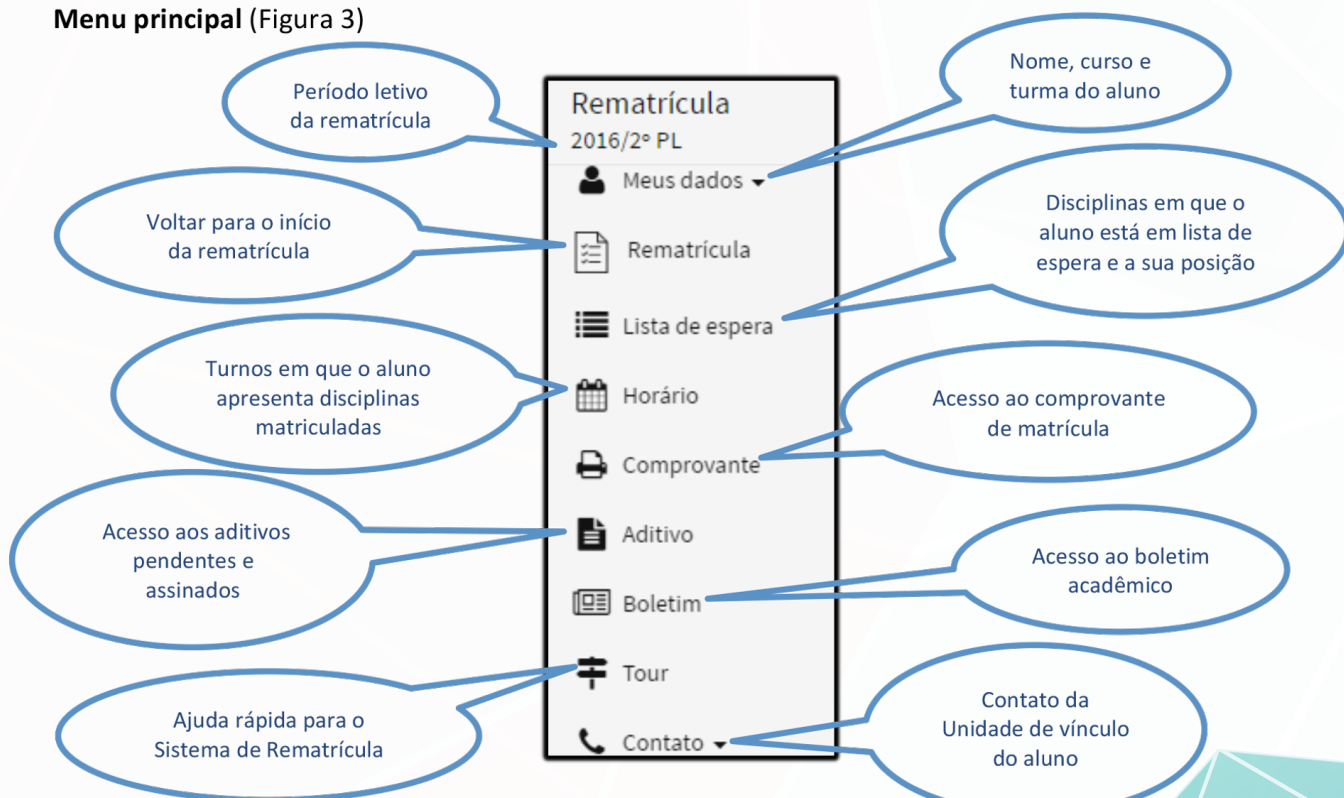 Menu principal (Figura 3)
Período letivo
da rematrícula
Nome, curso e
turma do aluno
Rematrícula
2016/2º PL
Meus dados
Voltar para o início
da rematrícula
Rematrícula
Disciplinas em que o
aluno está em lista de
espera e a sua posição
Lista de espera
Turnos em que o aluno
apresenta disciplinas
matriculadas
Horário
Acesso ao comprovante
de matrícula
Comprovante
Acesso aos aditivos
pendentes e
assinados
Aditivo
Acesso ao boletim
acadêmico
Boletim
Tour
Ajuda rápida para o
Sistema de Rematrícula
Contato da
Unidade de vínculo
do aluno
Contato